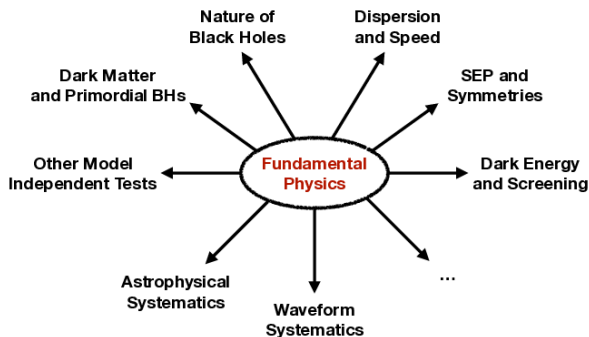 Nature of
Black Holes
Dispersion
and Speed
Dark Matter
and Primordial BHs
SEP and
Symmetries
Other Model
Independent Tests
Fundamental
Physics
Dark Energy
and Screening
Astrophysical
Systematics
Waveform
Systematics
...